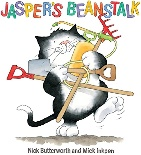 JASPER'S BEANSTALK
Nick Butterworth and Mick Inkpen